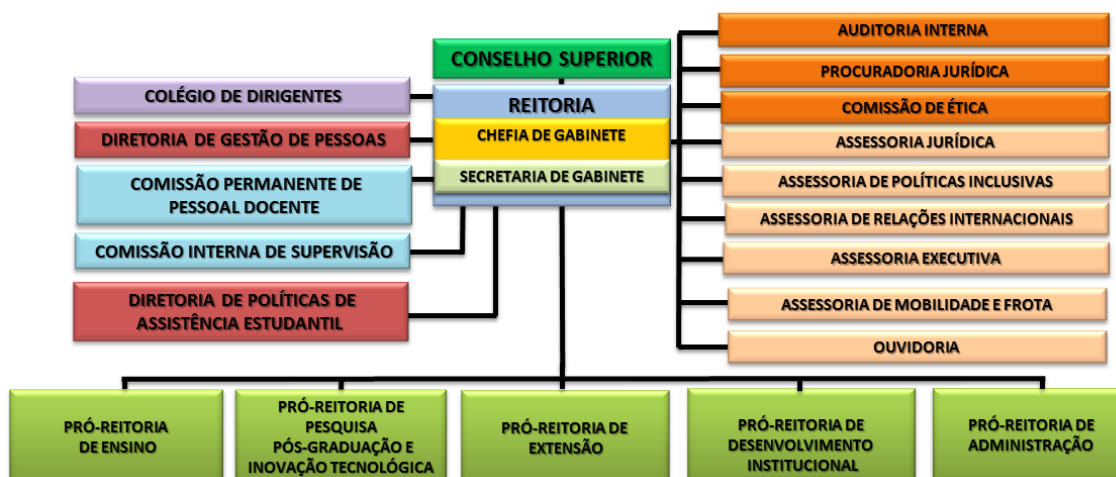 CONSELHO SUPERIOR
REITORIA
CHEFIA DE GABINETE
SECRETARIA DE GABINETE
COLÉGIO DE DIRIGENTES
DIRETORIA DE GESTÃO DE PESSOAS
COMISSÃO PERMANENTE DE
PESSOAL DOCENTE
COMISSÃO INTERNA DE SUPERVISÃO
DIRETORIA DE POLÍTICAS DE
ASSISTÊNCIA ESTUDANTIL
AUDITORIA INTERNA
PROCURADORIA JURÍDICA
COMISSÃO DE ÉTICA
ASSESSORIA JURÍDICA
ASSESSORIA DE POLÍTICAS INCLUSIVAS
ASSESSORIA DE RELAÇÕES INTERNACIONAIS
ASSESSORIA EXECUTIVA
ASSESSORIA DE MOBILIDADE E FROTA
OUVIDORIA
PRÓ-REITORIA
DE ENSINO
PRÓ-REITORIA DE
PESQUISA
PÓS-GRADUAÇÃO E
INOVAÇÃO TECNOLÓGICA
PRÓ-REITORIA DE
EXTENSÃO
PRÓ-REITORIA DE
DESENVOLVIMENTO
INSTITUCIONAL
PRÓ-REITORIA DE
ADMINISTRAÇÃO